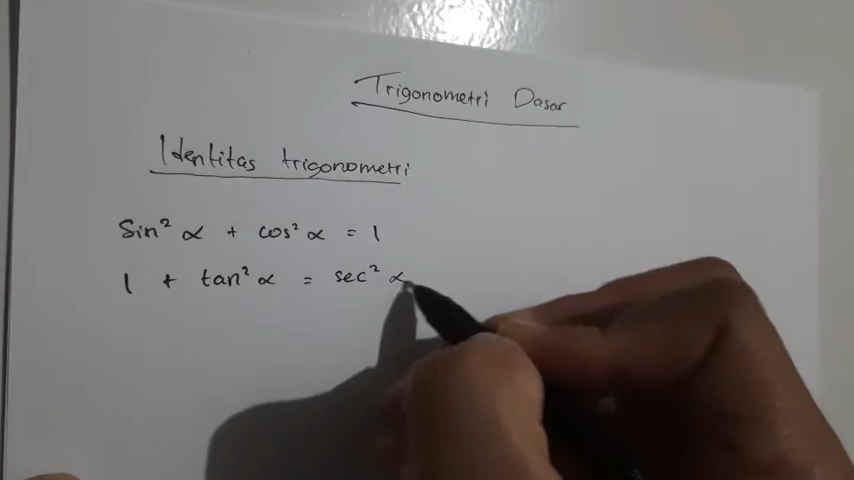 Trigonometri Dasar
Identitas trigonometri
Sin² α + cos² α = 1
1 + tan² α = sec² α